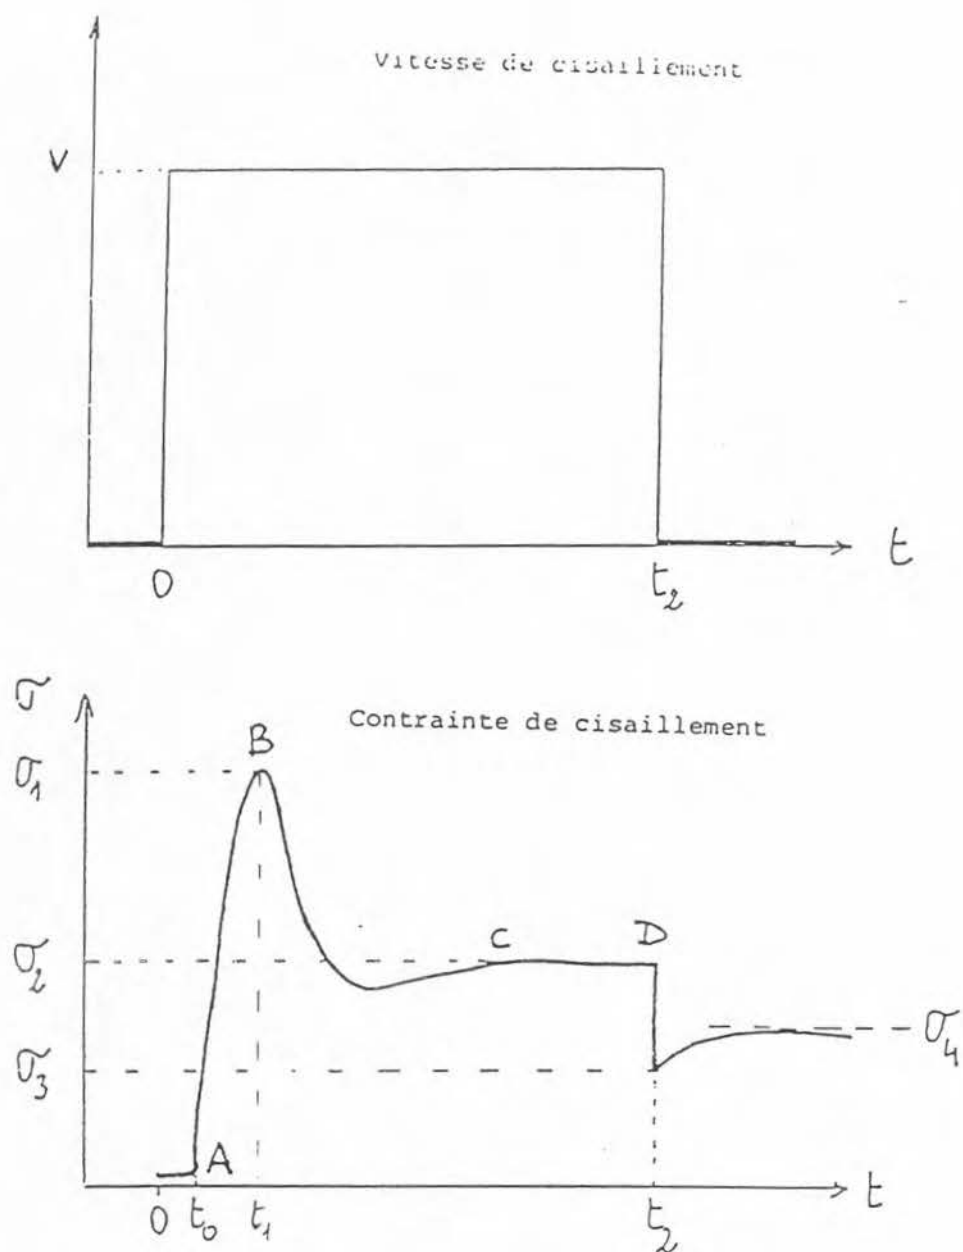 Vitesse de cisaillement
V
t
0
t₂
σ
Contrainte de cisaillement
B
σ₁
C
D
σ₂
σ₄
σ₃
A
t
0
t₀
t₁
t₂